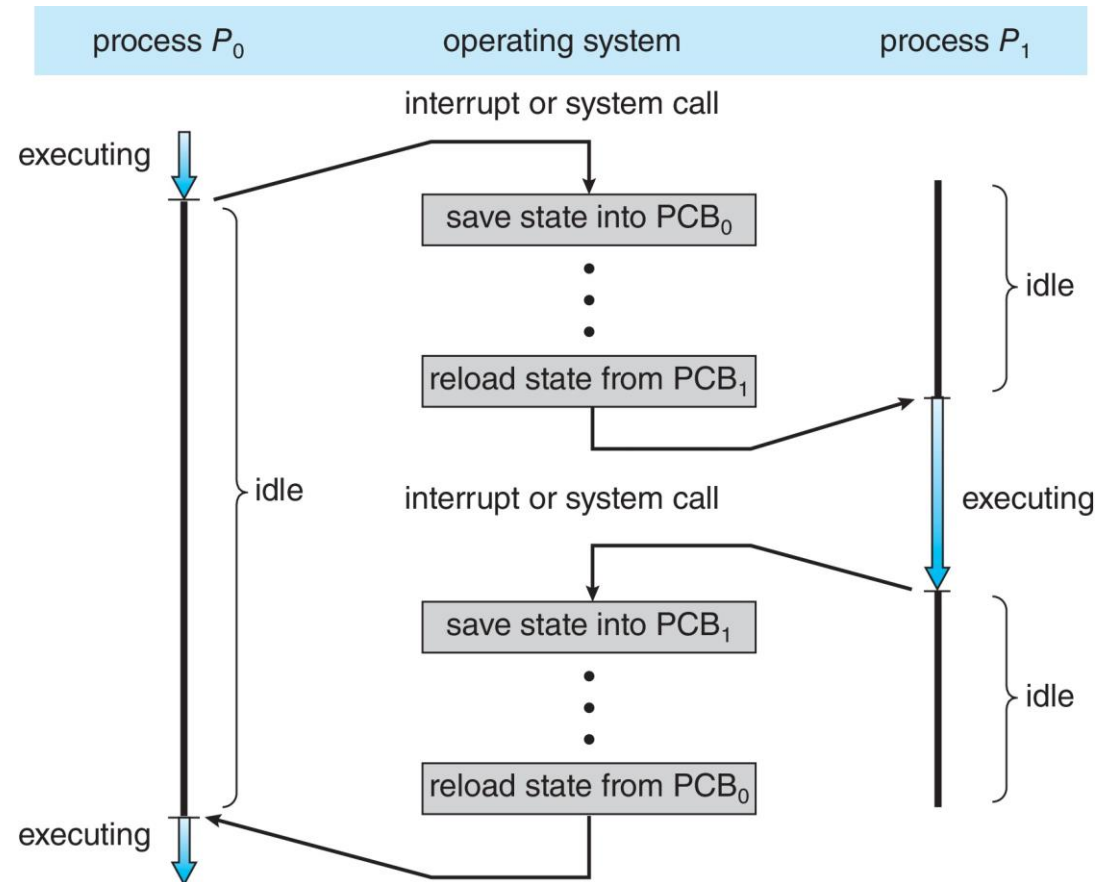 process P₀ operating system process P₁
interrupt or system call
executing
save state into PCB₀
idle
reload state from PCB₁
idle
interrupt or system call
executing
save state into PCB₁
idle
reload state from PCB₀
executing